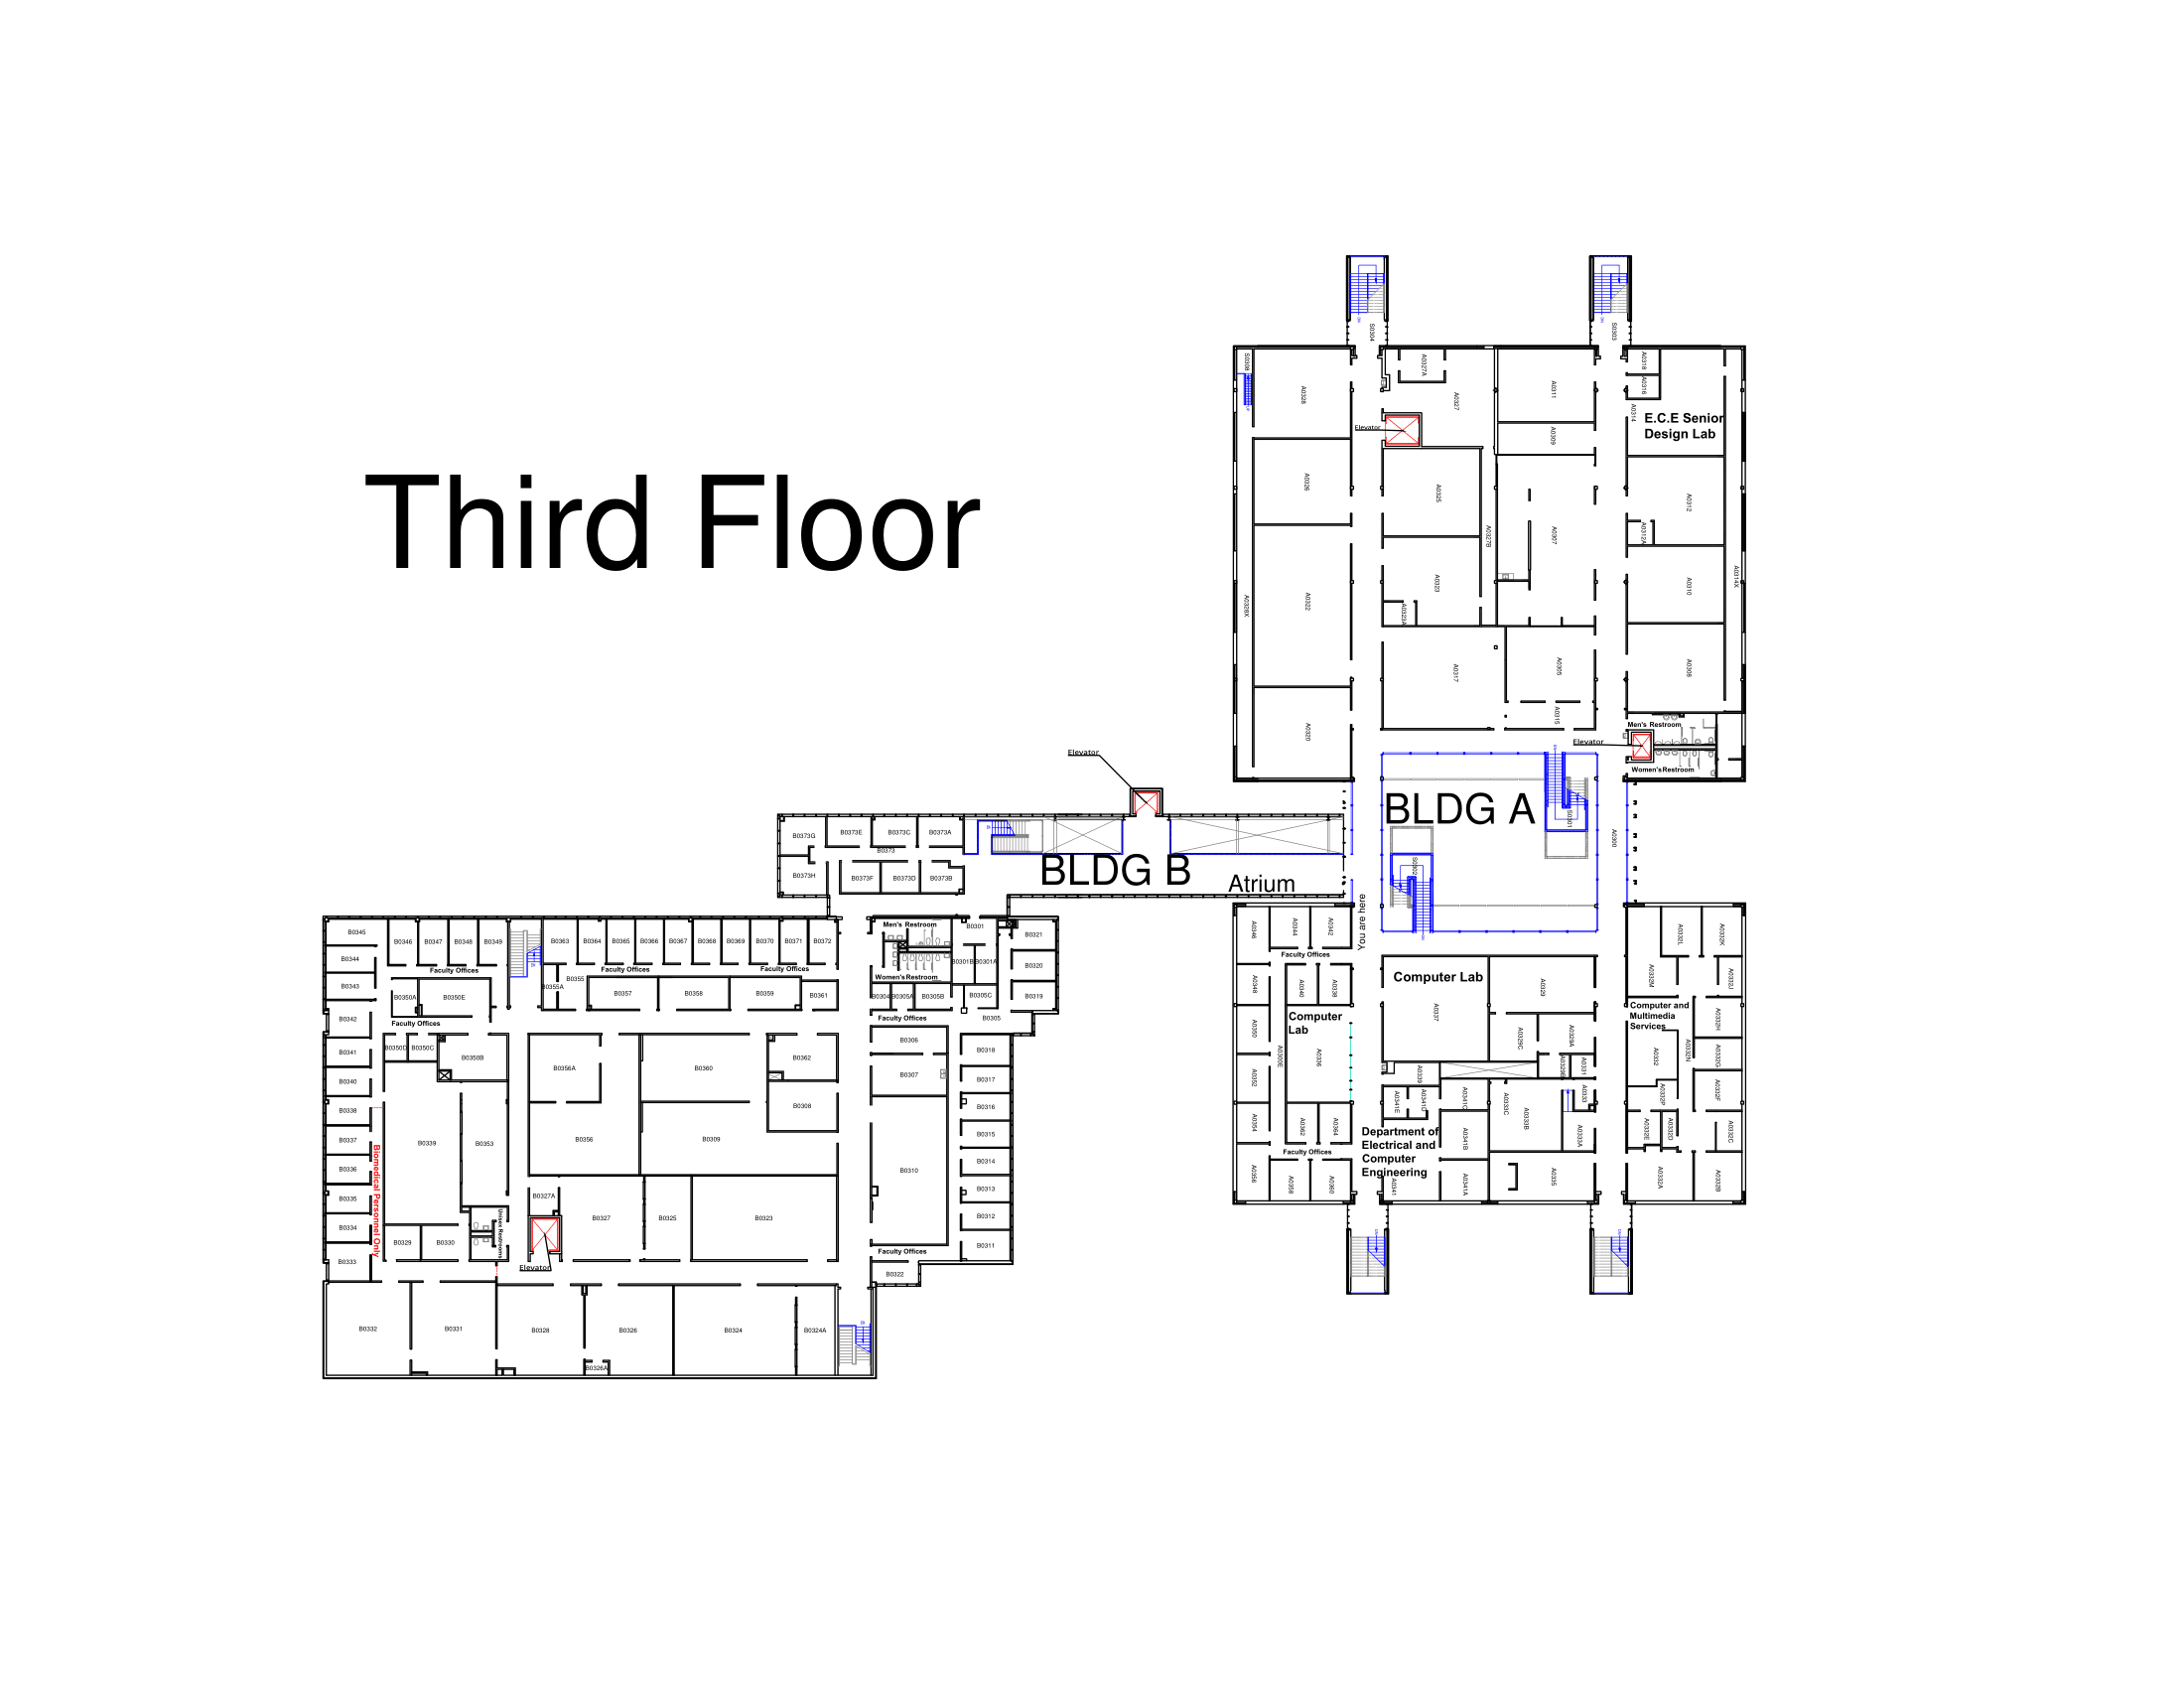 Third Floor
S0304
S0303
S0308
A0328
A0327A
A0327
A0311
A0318
A0316
A0314
E.C.E Senior
Design Lab
Elevator
A0309
A0326
A0325
A0327B
A0307
A0312
A0312A
A0322
A0328X
A0323
A0323A
A0310
A0314X
A0317
A0305
A0308
A0320
A0315
Men's Restroom
Elevator
Women's Restroom
Elevator
BLDG A
S0301
S0302
A0300
B0373G
B0373E
B0373C
B0373A
B0373
B0373H
B0373F
B0373D
B0373B
BLDG B
Atrium
You are here
B0345
B0346
B0347
B0348
B0349
B0363
B0364
B0365
B0366
B0367
B0368
B0369
B0370
B0371
B0372
Men's Restroom
B0301
B0321
B0344
Faculty Offices
Faculty Offices
Faculty Offices
B0301B
B0301A
B0320
Women's Restroom
B0343
B0350A
B0350E
B0355A
B0355
B0357
B0358
B0359
B0361
B0304
B0305A
B0305B
B0305C
B0319
B0342
Faculty Offices
Faculty Offices
B0305
B0341
B0350D
B0350C
B0350B
B0356A
B0360
B0362
B0306
B0318
B0340
B0307
B0317
B0338
B0308
B0316
B0337
B0339
B0353
B0356
B0309
B0315
B0336
Biomedical Personnel Only
B0310
B0314
B0335
B0327A
B0313
B0334
Unisex Restrooms
B0327
B0325
B0323
B0312
B0329
B0330
B0311
B0333
Elevator
Faculty Offices
B0322
B0332
B0331
B0328
B0326
B0324
B0324A
B0326A
A0346
A0344
A0342
Faculty Offices
A0348
A0340
A0338
Computer
Lab
A0350
A0300E
A0336
A0352
A0354
A0362
A0364
Faculty Offices
A0356
A0358
A0360
Computer Lab
A0337
A0329
A0329C
A0329A
A0329B
A0331
A0339
A0341E
A0341D
A0341C
A0333C
A0333B
A0333
A0333A
A0341B
Department of
Electrical and
Computer
Engineering
A0341
A0341A
A0335
A0332L
A0332K
A0332M
A0332J
Computer and
Multimedia
Services
A0332H
A0332
A0332N
A0332G
A0332P
A0332F
A0332E
A0332D
A0332C
A0332A
A0332B